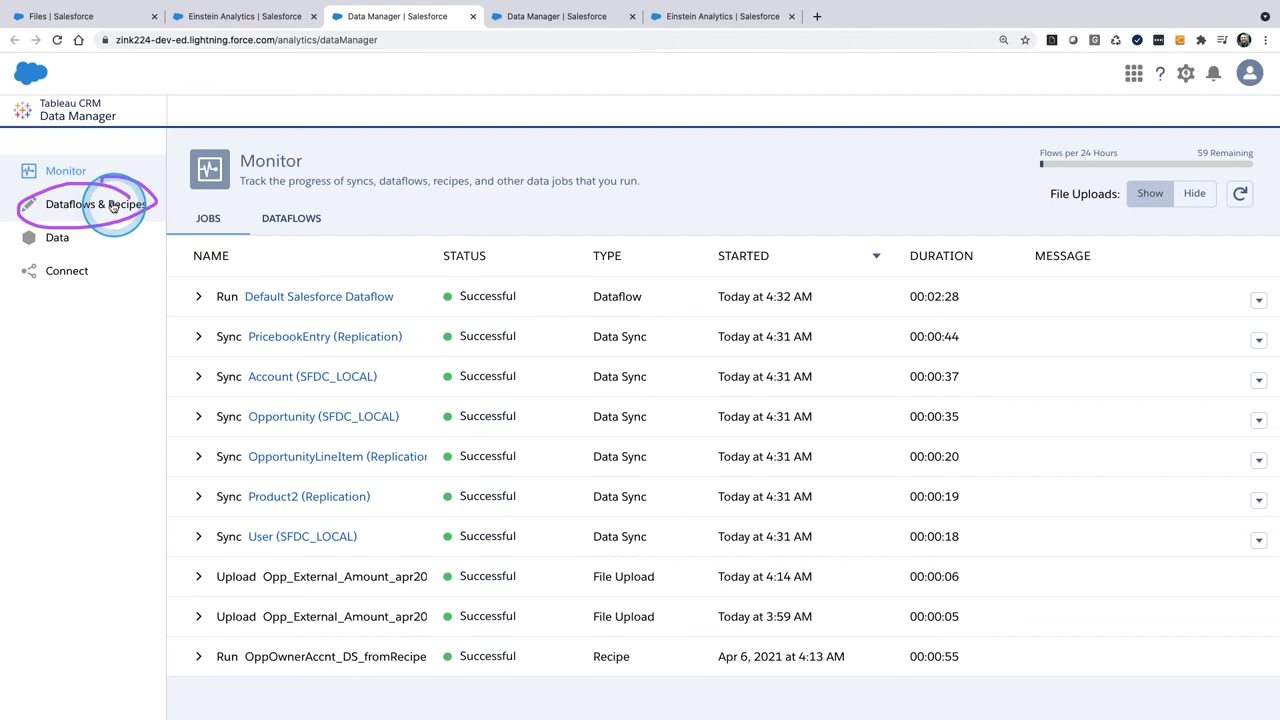 Files | Salesforce
Einstein Analytics | Salesforce
Data Manager | Salesforce
Data Manager | Salesforce
Einstein Analytics | Salesforce
zink224-dev-ed.lightning.force.com/analytics/dataManager
Tableau CRM
Data Manager
Monitor
Dataflows & Recipes
Data
Connect
Monitor
Track the progress of syncs, dataflows, recipes, and other data jobs that you run.
Flows per 24 Hours 59 Remaining
File Uploads: Show Hide
JOBS DATAFLOWS
NAME STATUS TYPE STARTED DURATION MESSAGE
Run Default Salesforce Dataflow Successful Dataflow Today at 4:32 AM 00:02:28
Sync PricebookEntry (Replication) Successful Data Sync Today at 4:31 AM 00:00:44
Sync Account (SFDC_LOCAL) Successful Data Sync Today at 4:31 AM 00:00:37
Sync Opportunity (SFDC_LOCAL) Successful Data Sync Today at 4:31 AM 00:00:35
Sync OpportunityLineItem (Replication Successful Data Sync Today at 4:31 AM 00:00:20
Sync Product2 (Replication) Successful Data Sync Today at 4:31 AM 00:00:19
Sync User (SFDC_LOCAL) Successful Data Sync Today at 4:31 AM 00:00:18
Upload Opp_External_Amount_apr20 Successful File Upload Today at 4:14 AM 00:00:06
Upload Opp_External_Amount_apr20 Successful File Upload Today at 3:59 AM 00:00:05
Run OppOwnerAccnt_DS_fromRecipe Successful Recipe Apr 6, 2021 at 4:13 AM 00:00:55